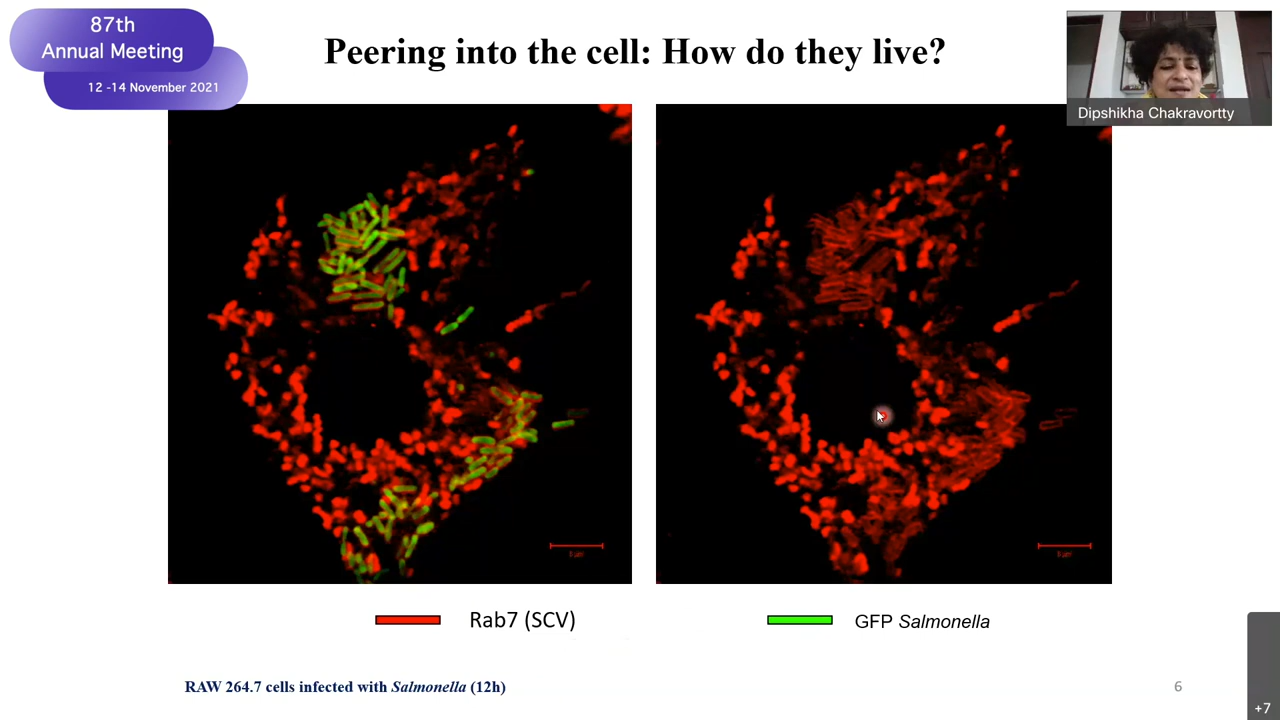 87th
Annual Meeting
12 -14 November 2021
Peering into the cell: How do they live?
Dipshikha Chakravortty
Rab7 (SCV)
GFP Salmonella
RAW 264.7 cells infected with Salmonella (12h)
6
+7